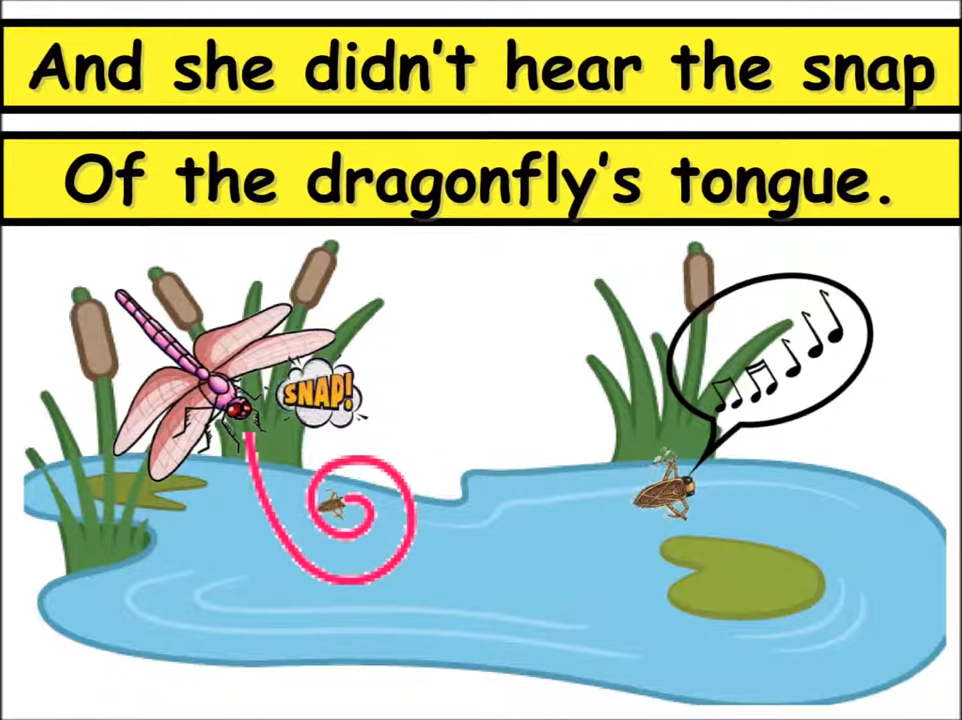 And she didn't hear the snap
Of the dragonfly's tongue.
SNAP!